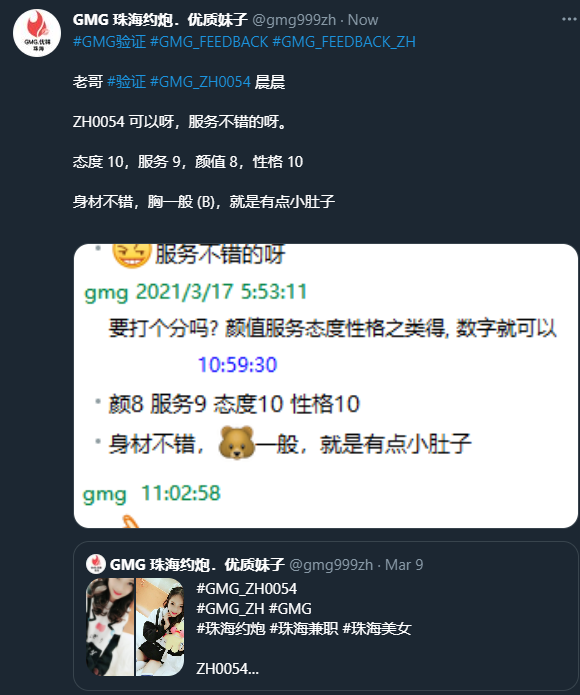 GMG 珠海约炮．优质妹子 @gmg999zh · Now
#GMG验证 #GMG_FEEDBACK #GMG_FEEDBACK_ZH
老哥 #验证 #GMG_ZH0054 晨晨
ZH0054 可以呀，服务不错的呀。
态度 10，服务 9，颜值 8，性格 10
身材不错，胸一般 (B)，就是有点小肚子
服务不错的呀
gmg 2021/3/17 5:53:11
要打个分吗? 颜值服务态度性格之类得, 数字就可以
10:59:30
颜8 服务9 态度10 性格10
身材不错，🐻一般，就是有点小肚子
gmg 11:02:58
GMG 珠海约炮．优质妹子 @gmg999zh · Mar 9
#GMG_ZH0054
#GMG_ZH #GMG
#珠海约炮 #珠海兼职 #珠海美女
ZH0054...